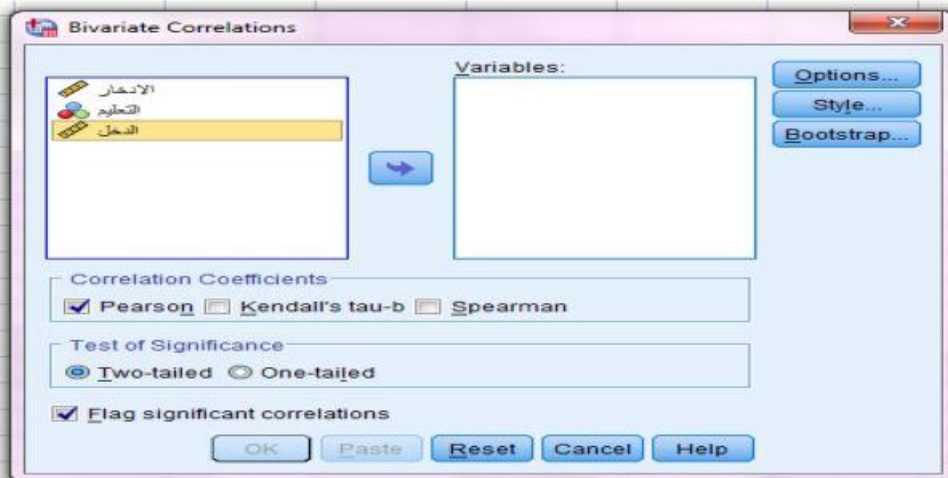 Bivariate Correlations
Variables:
الادخار
التعليم
الدخل
Options...
Style...
Bootstrap...
Correlation Coefficients
Pearson Kendall's tau-b Spearman
Test of Significance
Two-tailed One-tailed
Flag significant correlations
OK Paste Reset Cancel Help